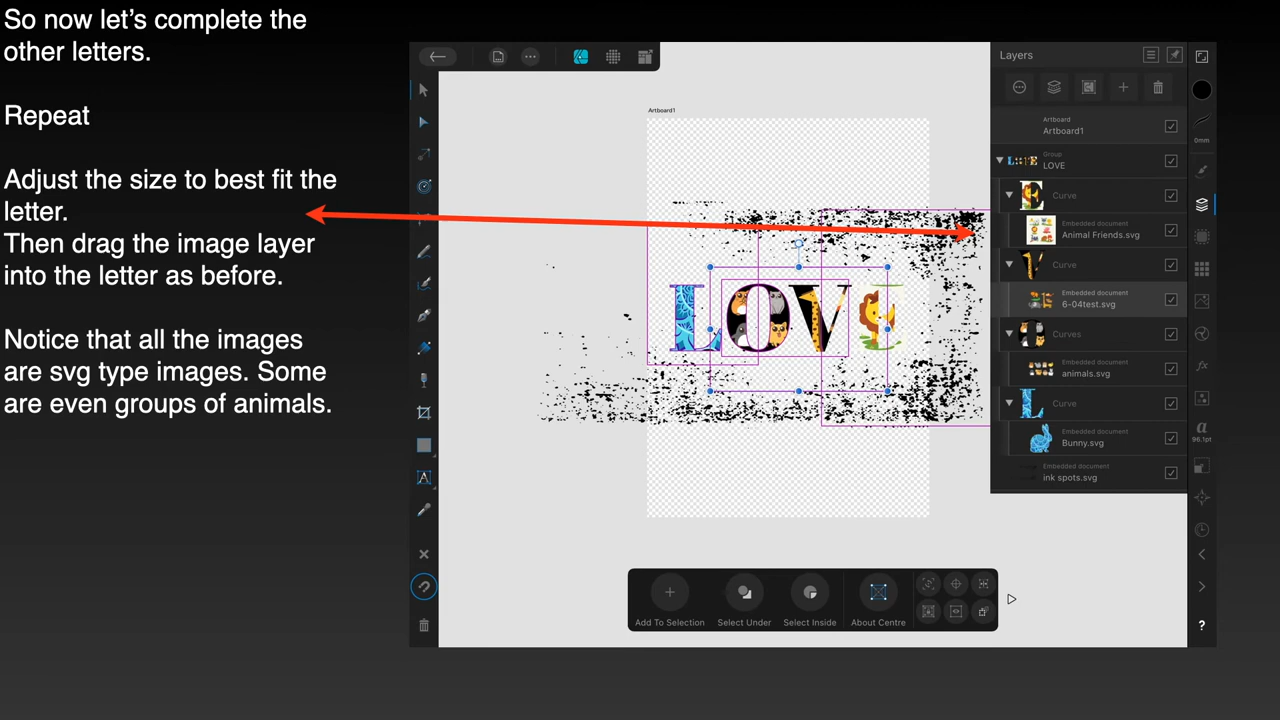 So now let’s complete the
other letters.
Repeat
Adjust the size to best fit the
letter.
Then drag the image layer
into the letter as before.
Notice that all the images
are svg type images. Some
are even groups of animals.
Artboard1
LOVE
Layers
Artboard
Artboard1
Group
LOVE
Curve
Embedded document
Animal Friends.svg
Curve
Embedded document
6-04test.svg
Curves
Embedded document
animals.svg
Curve
Embedded document
Bunny.svg
Embedded document
ink spots.svg
0mm
fx
a
96.1pt
?
A
Add To Selection
Select Under
Select Inside
About Centre